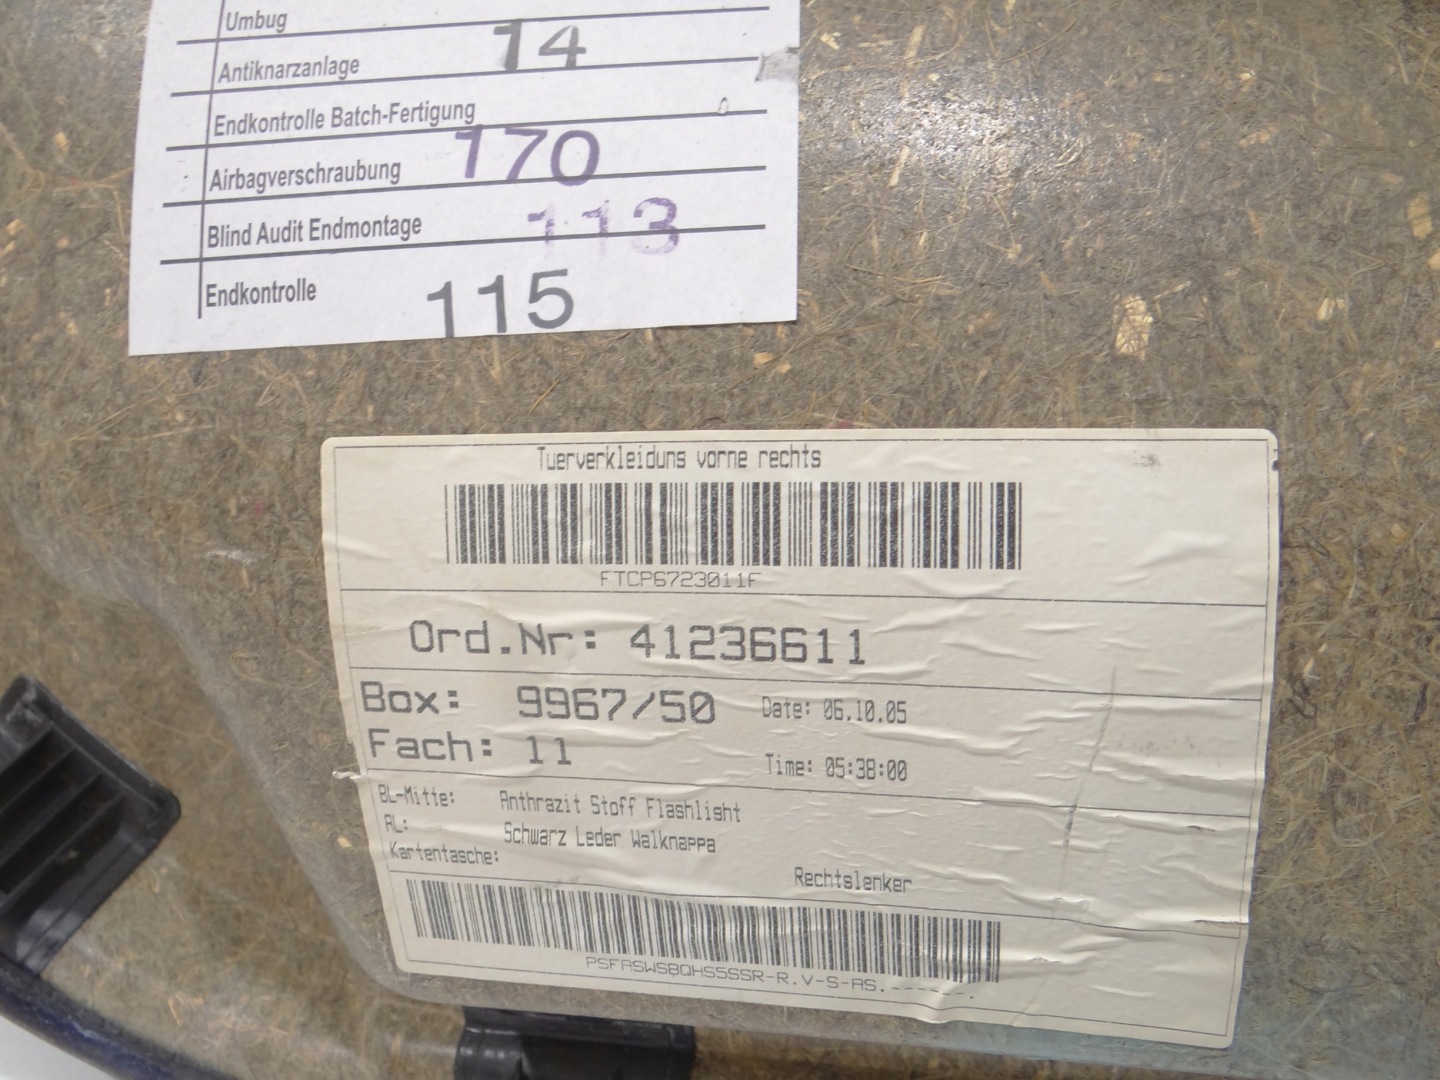 Umbug
Antiknarzanlage 14
Endkontrolle Batch-Fertigung
Airbagverschraubung 170
Blind Audit Endmontage 113
Endkontrolle 115
Tuerverkleidung vorne rechts
FTCP6723011F
Ord.Nr: 41236611
Box: 9967/50 Date: 06.10.05
Fach: 11 Time: 05:38:00
BL-Mitte: Anthrazit Stoff Flashlight
AL: Schwarz Leder Walknappa
Kartentasche:
Rechtslenker
PSFASWSBQHS5SSR-R.V-S-AS.------.